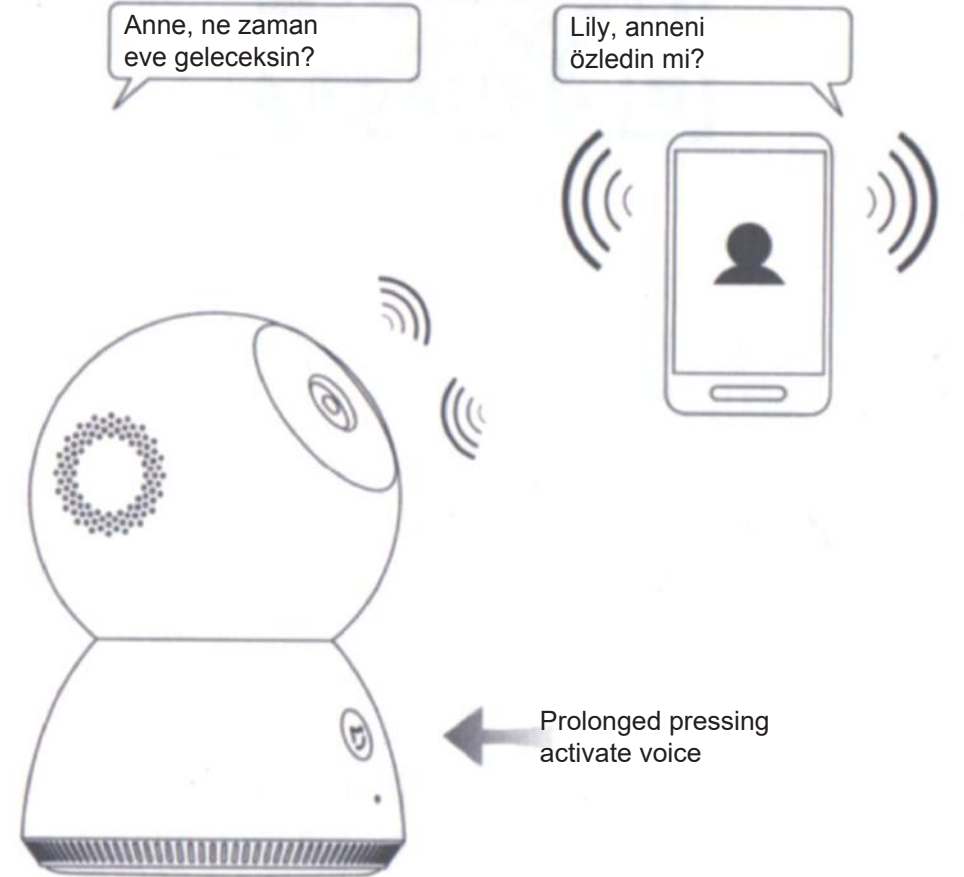 Anne, ne zaman
eve geleceksin?
Lily, anneni
özledin mi?
Prolonged pressing
activate voice